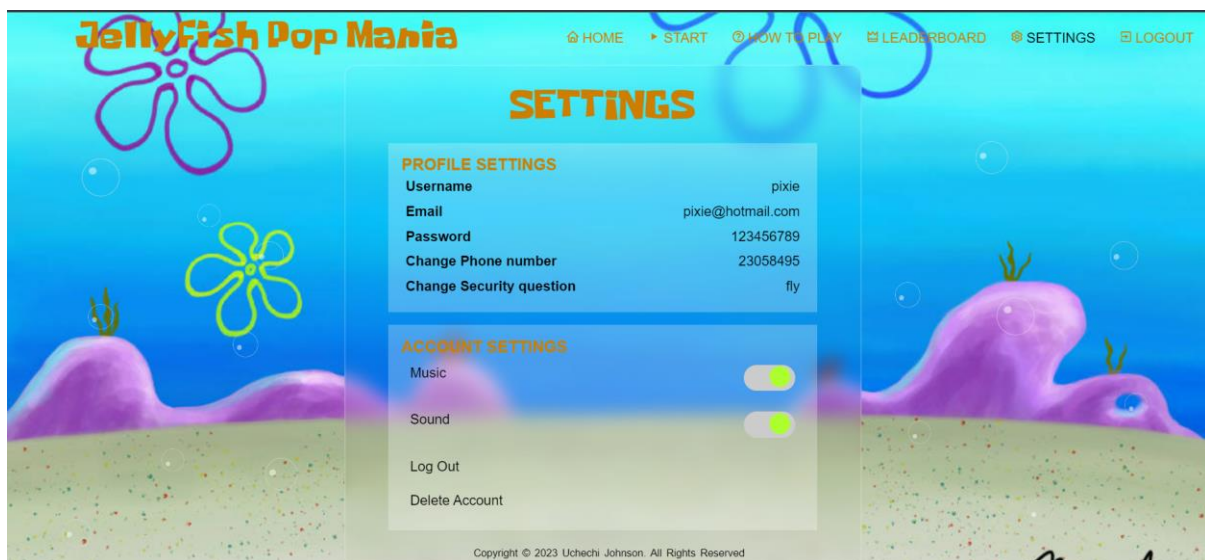 JellyFish Pop Mania
HOME START HOW TO PLAY LEADERBOARD SETTINGS LOGOUT
SETTINGS
PROFILE SETTINGS
Username pixie
Email pixie@hotmail.com
Password 123456789
Change Phone number 23058495
Change Security question fly
ACCOUNT SETTINGS
Music
Sound
Log Out
Delete Account
Copyright © 2023 Uchechi Johnson. All Rights Reserved